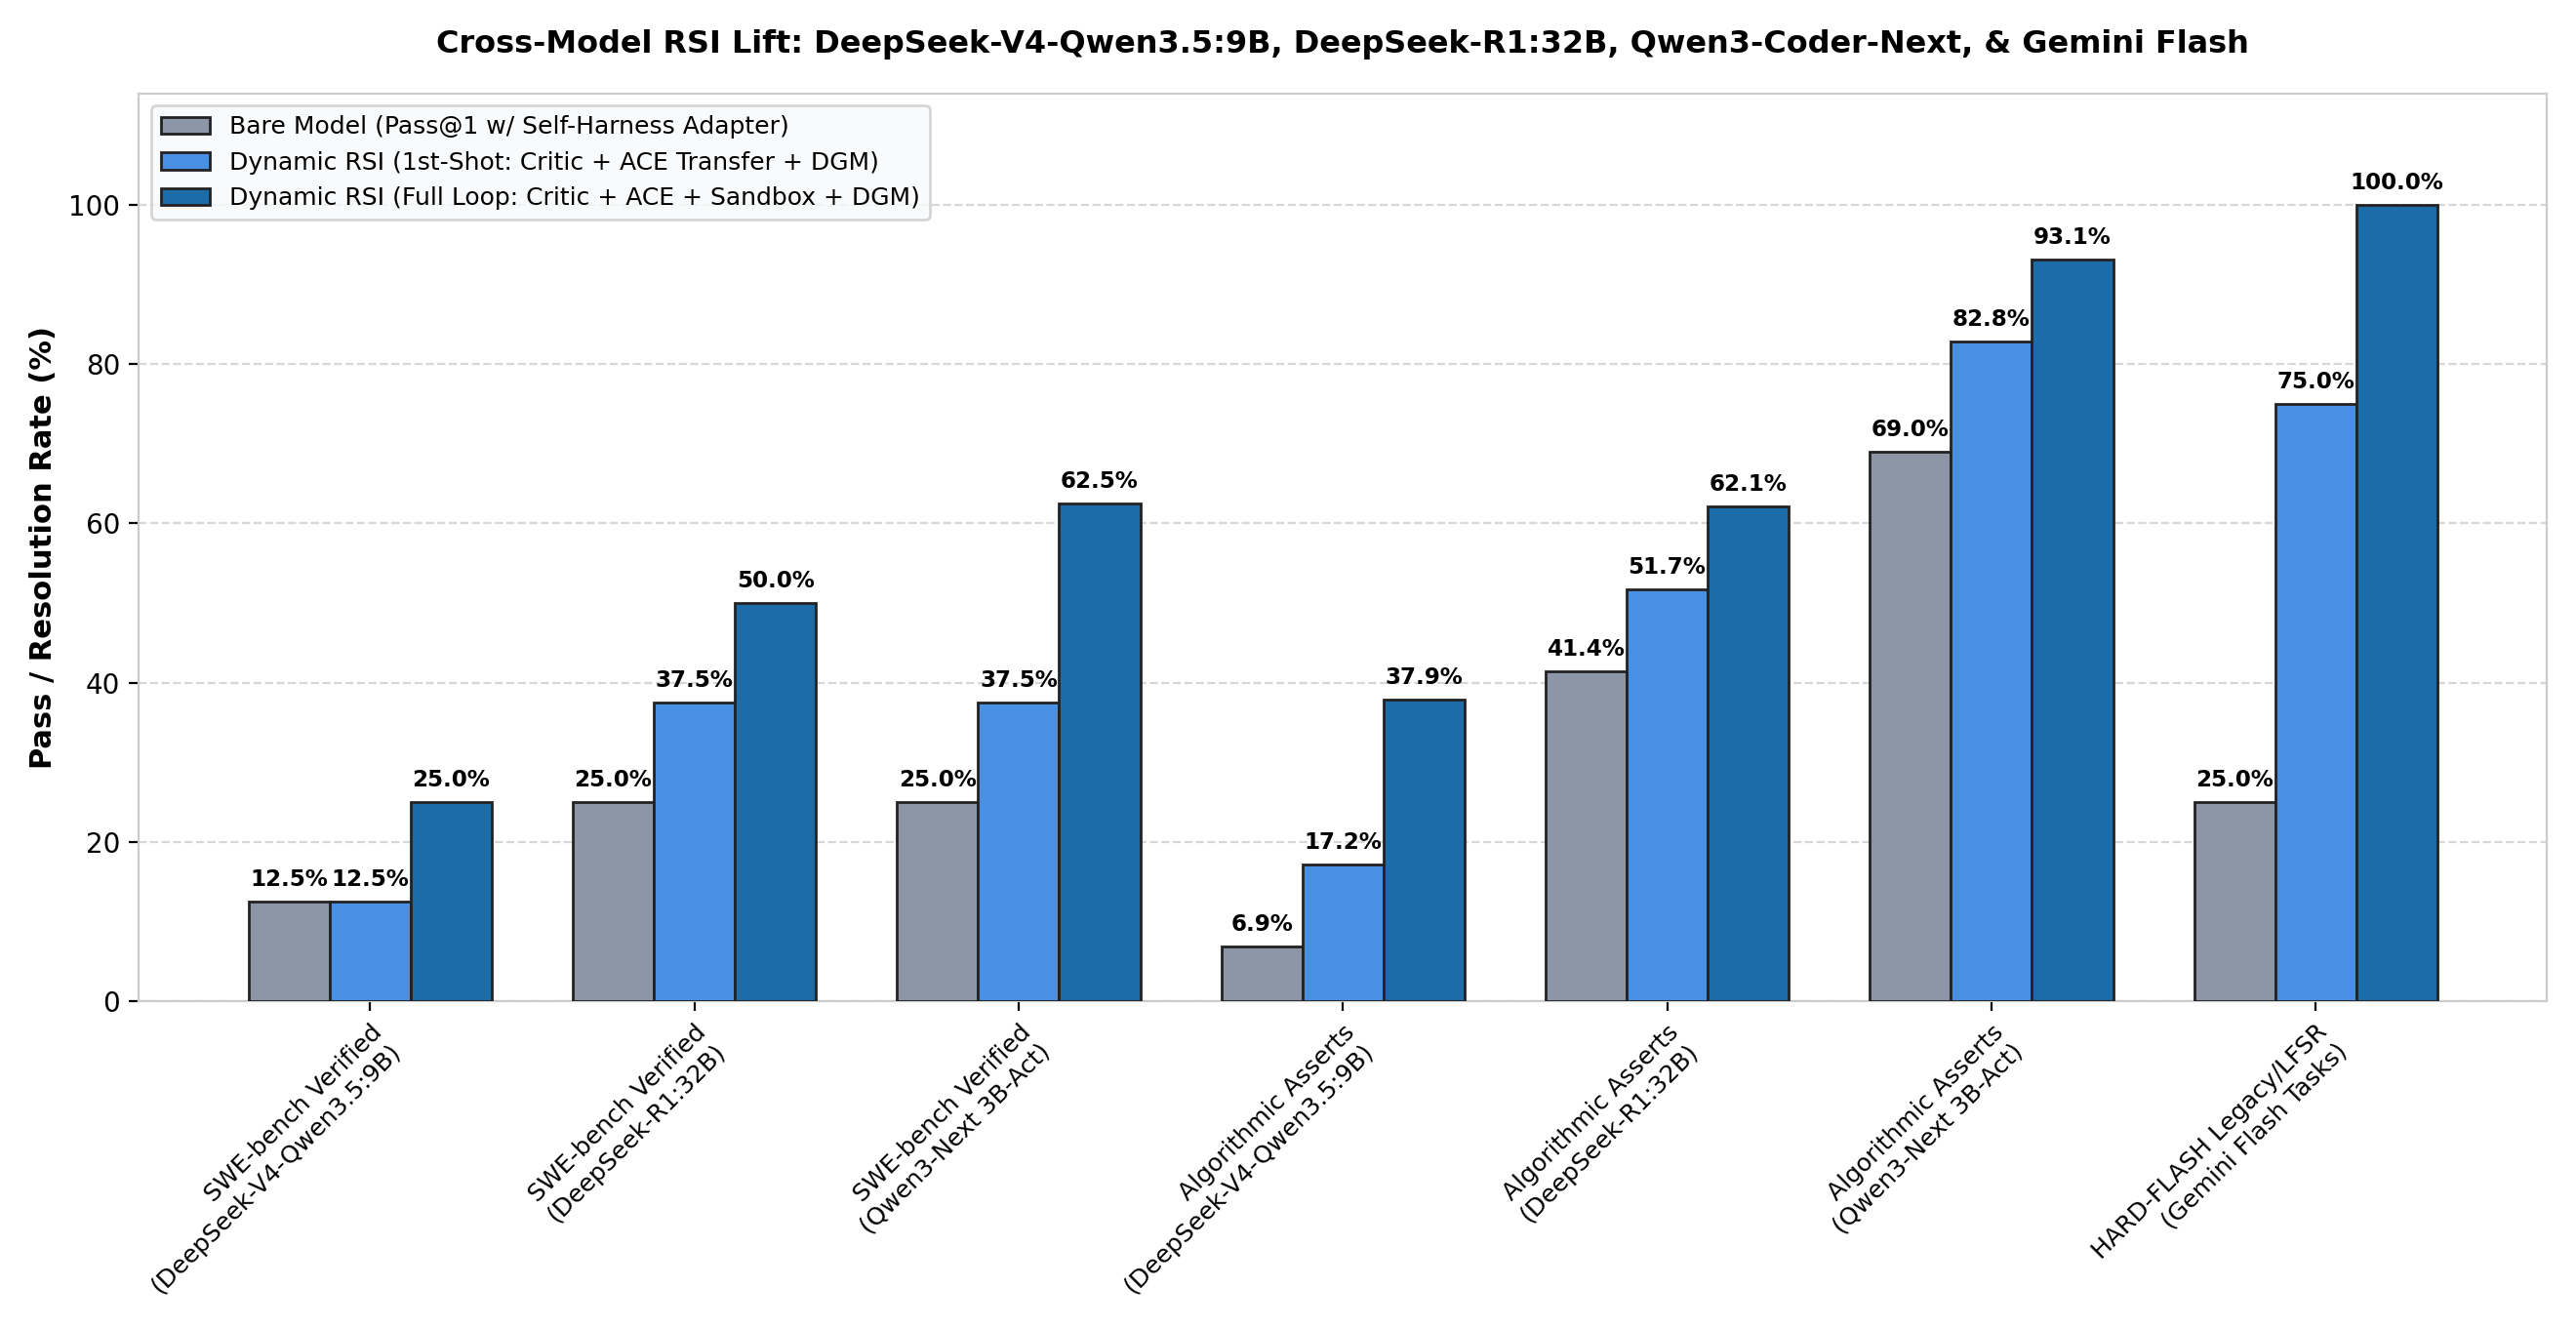 Cross-Model RSI Lift: DeepSeek-V4-Qwen3.5:9B, DeepSeek-R1:32B, Qwen3-Coder-Next, & Gemini Flash
Bare Model (Pass@1 w/ Self-Harness Adapter)
Dynamic RSI (1st-Shot: Critic + ACE Transfer + DGM)
Dynamic RSI (Full Loop: Critic + ACE + Sandbox + DGM)
Pass / Resolution Rate (%)
100
80
60
40
20
0
12.5%
12.5%
25.0%
25.0%
37.5%
50.0%
25.0%
37.5%
62.5%
6.9%
17.2%
37.9%
41.4%
51.7%
62.1%
69.0%
82.8%
93.1%
25.0%
75.0%
100.0%
SWE-bench Verified
(DeepSeek-V4-Qwen3.5:9B)
SWE-bench Verified
(DeepSeek-R1:32B)
SWE-bench Verified
(Qwen3-Next 3B-Act)
Algorithmic Asserts
(DeepSeek-V4-Qwen3.5:9B)
Algorithmic Asserts
(DeepSeek-R1:32B)
Algorithmic Asserts
(Qwen3-Next 3B-Act)
HARD-FLASH Legacy/LFSR
(Gemini Flash Tasks)